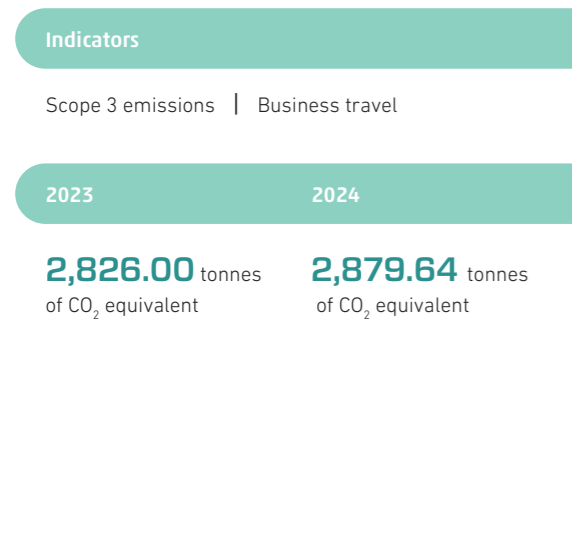 Indicators
Scope 3 emissions | Business travel
2023 2024
2,826.00 tonnes 2,879.64 tonnes
of CO₂ equivalent of CO₂ equivalent